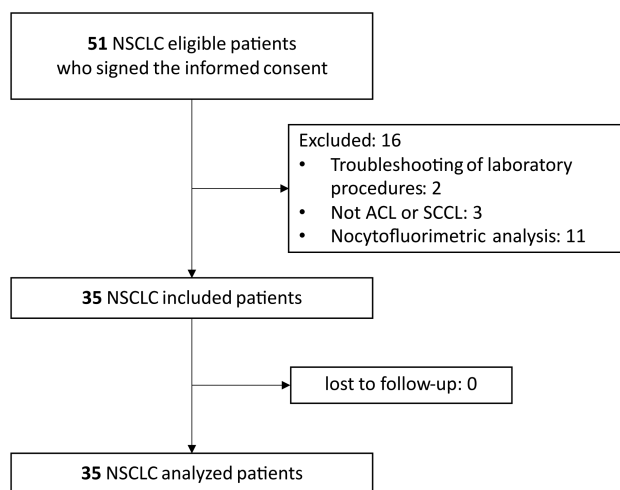 51 NSCLC eligible patients
who signed the informed consent
Excluded: 16
• Troubleshooting of laboratory
procedures: 2
• Not ACL or SCCL: 3
• Nocytofluorimetric analysis: 11
35 NSCLC included patients
lost to follow-up: 0
35 NSCLC analyzed patients